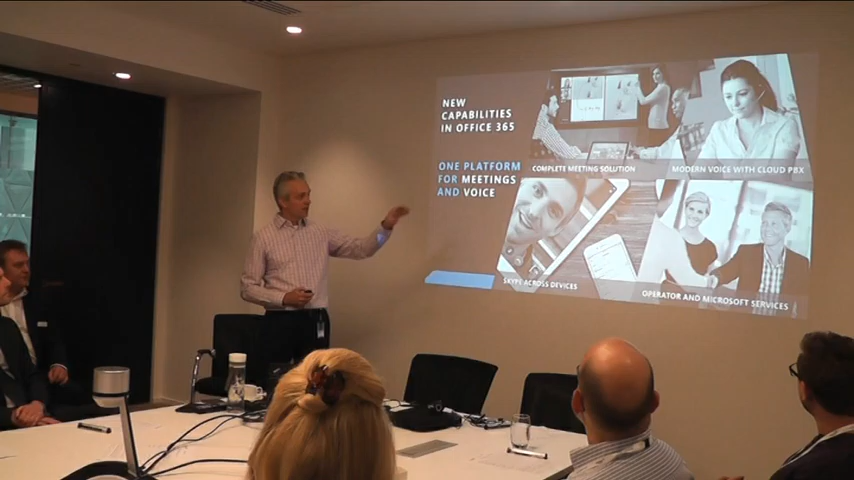 NEW
CAPABILITIES
IN OFFICE 365
ONE PLATFORM
FOR MEETINGS
AND VOICE
COMPLETE MEETING SOLUTION
MODERN VOICE WITH CLOUD PBX
SKYPE ACROSS DEVICES
OPERATOR AND MICROSOFT SERVICES